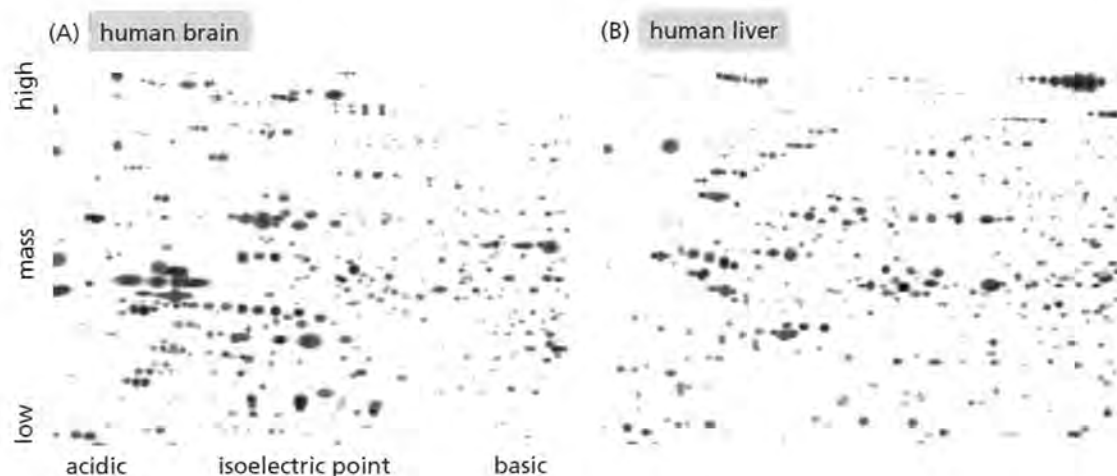 (A) human brain
(B) human liver
high
mass
low
acidic isoelectric point basic